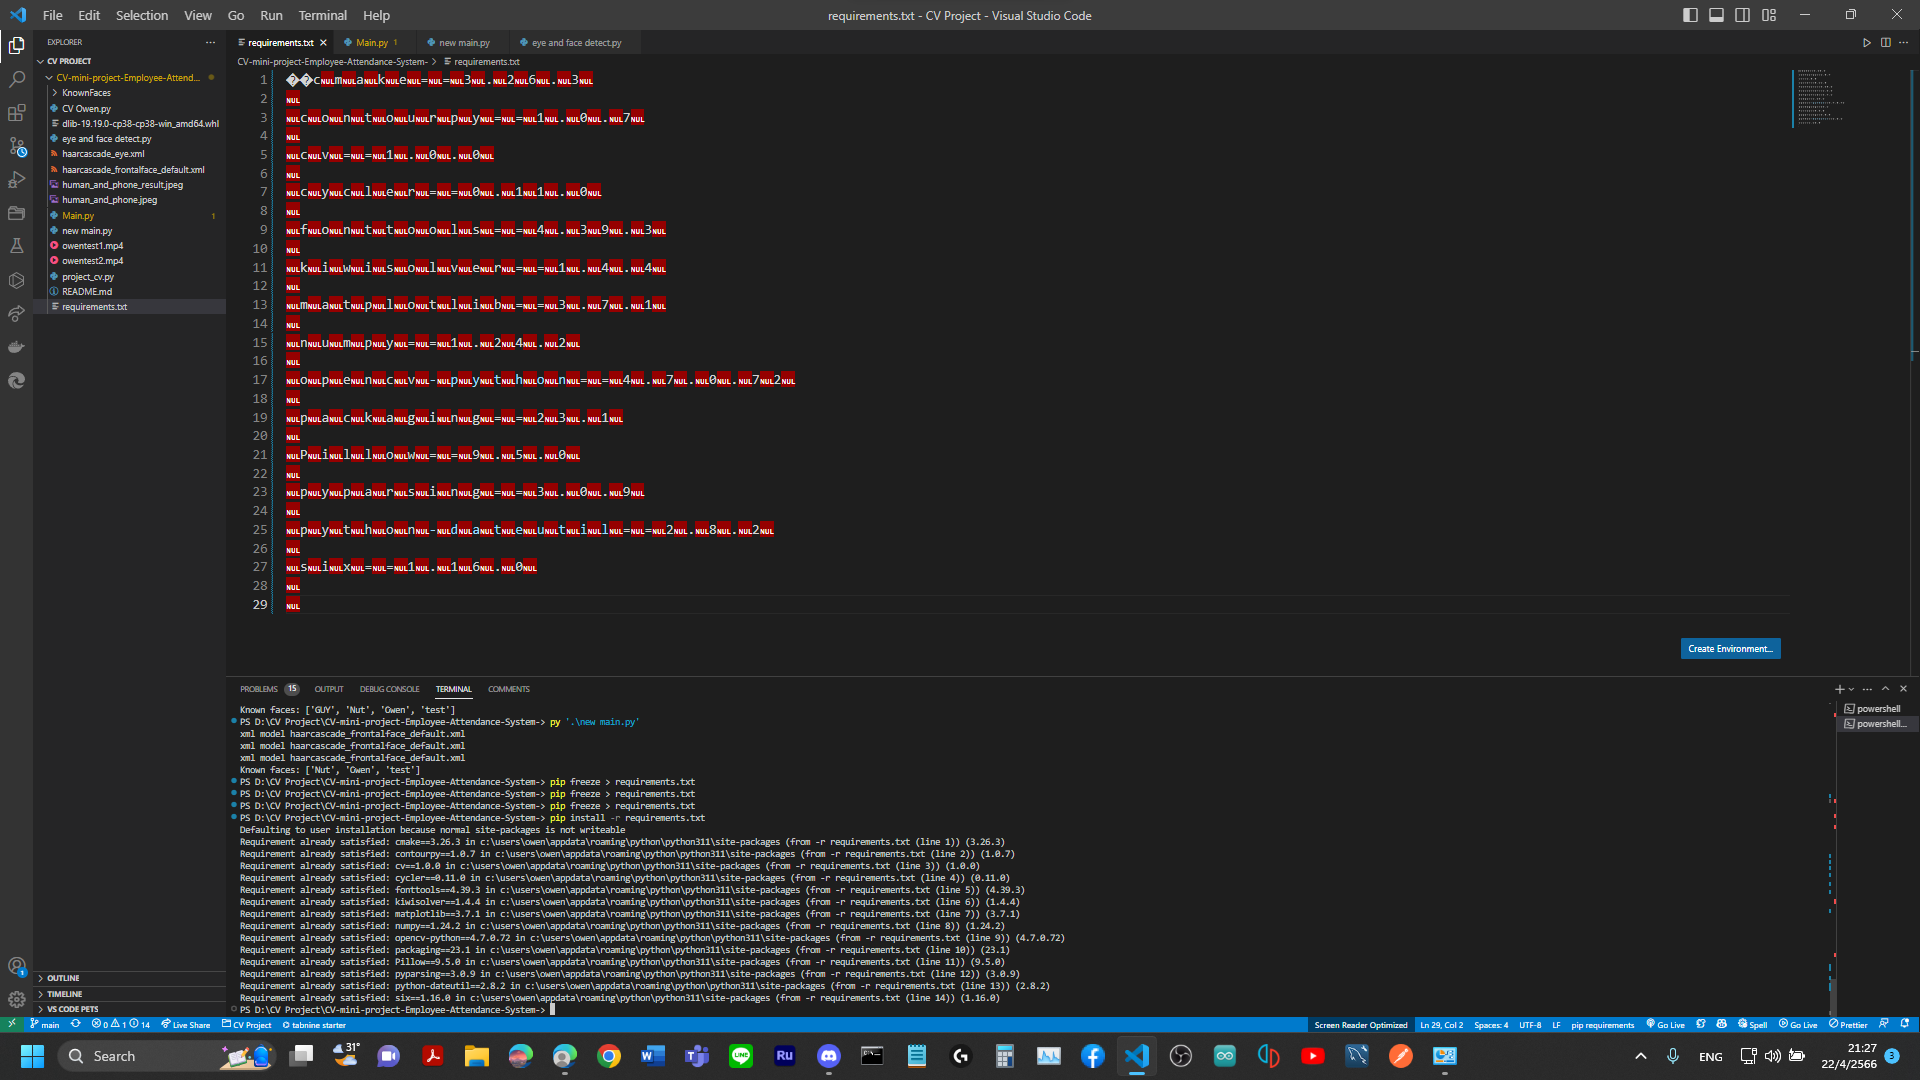 File Edit Selection View Go Run Terminal Help
requirements.txt - CV Project - Visual Studio Code
EXPLORER
CV PROJECT
CV-mini-project-Employee-Attend...
KnownFaces
CV Owen.py
dlib-19.19.0-cp38-cp38-win_amd64.whl
eye and face detect.py
haarcascade_eye.xml
haarcascade_frontalface_default.xml
human_and_phone_result.jpeg
human_and_phone.jpeg
Main.py 1
new main.py
owentest1.mp4
owentest2.mp4
project_cv.py
README.md
requirements.txt
OUTLINE
TIMELINE
VS CODE PETS
requirements.txt Main.py 1 new main.py eye and face detect.py
CV-mini-project-Employee-Attendance-System- > requirements.txt
1 ��cNULmNULaNULkNULeNUL=NUL=NUL3NUL.NUL2NUL6NUL.NUL3NUL
2 NUL
3 NULcNULoNULnNULtNULoNULuNULrNULpNULyNUL=NUL=NUL1NUL.NUL0NUL.NUL7NUL
4 NUL
5 NULcNULvNUL=NUL=NUL1NUL.NUL0NUL.NUL0NUL
6 NUL
7 NULcNULyNULcNULlNULeNULrNUL=NUL=NUL0NUL.NUL1NUL1NUL.NUL0NUL
8 NUL
9 NULfNULoNULnNULtNULtNULoNULoNULlNULsNUL=NUL=NUL4NUL.NUL3NUL9NUL.NUL3NUL
10 NUL
11 NULkNULiNULwNULiNULsNULoNULlNULvNULeNULrNUL=NUL=NUL1NUL.NUL4NUL.NUL4NUL
12 NUL
13 NULmNULaNULtNULpNULlNULoNULtNULlNULiNULbNUL=NUL=NUL3NUL.NUL7NUL.NUL1NUL
14 NUL
15 NULnNULuNULmNULpNULyNUL=NUL=NUL1NUL.NUL2NUL4NUL.NUL2NUL
16 NUL
17 NULoNULpNULeNULnNULcNULvNUL-NULpNULyNULtNULhNULoNULnNUL=NUL=NUL4NUL.NUL7NUL.NUL0NUL.NUL7NUL2NUL
18 NUL
19 NULpNULaNULcNULkNULaNULgNULiNULnNULgNUL=NUL=NUL2NUL3NUL.NUL1NUL
20 NUL
21 NULPNULiNULlNULlNULoNULwNUL=NUL=NUL9NUL.NUL5NUL.NUL0NUL
22 NUL
23 NULpNULyNULpNULaNULrNULsNULiNULnNULgNUL=NUL=NUL3NUL.NUL0NUL.NUL9NUL
24 NUL
25 NULpNULyNULtNULhNULoNULnNUL-NULdNULaNULtNULeNULuNULtNULiNULlNUL=NUL=NUL2NUL.NUL8NUL.NUL2NUL
26 NUL
27 NULsNULiNULxNUL=NUL=NUL1NUL.NUL1NUL6NUL.NUL0NUL
28 NUL
29 NUL
Create Environment...
PROBLEMS 15 OUTPUT DEBUG CONSOLE TERMINAL COMMENTS
powershell
powershell...
Known faces: ['GUY', 'Nut', 'Owen', 'test']
PS D:\CV Project\CV-mini-project-Employee-Attendance-System-> py '.\new main.py'
xml model haarcascade_frontalface_default.xml
xml model haarcascade_frontalface_default.xml
xml model haarcascade_frontalface_default.xml
Known faces: ['Nut', 'Owen', 'test']
PS D:\CV Project\CV-mini-project-Employee-Attendance-System-> pip freeze > requirements.txt
PS D:\CV Project\CV-mini-project-Employee-Attendance-System-> pip freeze > requirements.txt
PS D:\CV Project\CV-mini-project-Employee-Attendance-System-> pip freeze > requirements.txt
PS D:\CV Project\CV-mini-project-Employee-Attendance-System-> pip install -r requirements.txt
Defaulting to user installation because normal site-packages is not writeable
Requirement already satisfied: cmake==3.26.3 in c:\users\owen\appdata\roaming\python\python311\site-packages (from -r requirements.txt (line 1)) (3.26.3)
Requirement already satisfied: contourpy==1.0.7 in c:\users\owen\appdata\roaming\python\python311\site-packages (from -r requirements.txt (line 2)) (1.0.7)
Requirement already satisfied: cv==1.0.0 in c:\users\owen\appdata\roaming\python\python311\site-packages (from -r requirements.txt (line 3)) (1.0.0)
Requirement already satisfied: cycler==0.11.0 in c:\users\owen\appdata\roaming\python\python311\site-packages (from -r requirements.txt (line 4)) (0.11.0)
Requirement already satisfied: fonttools==4.39.3 in c:\users\owen\appdata\roaming\python\python311\site-packages (from -r requirements.txt (line 5)) (4.39.3)
Requirement already satisfied: kiwisolver==1.4.4 in c:\users\owen\appdata\roaming\python\python311\site-packages (from -r requirements.txt (line 6)) (1.4.4)
Requirement already satisfied: matplotlib==3.7.1 in c:\users\owen\appdata\roaming\python\python311\site-packages (from -r requirements.txt (line 7)) (3.7.1)
Requirement already satisfied: numpy==1.24.2 in c:\users\owen\appdata\roaming\python\python311\site-packages (from -r requirements.txt (line 8)) (1.24.2)
Requirement already satisfied: opencv-python==4.7.0.72 in c:\users\owen\appdata\roaming\python\python311\site-packages (from -r requirements.txt (line 9)) (4.7.0.72)
Requirement already satisfied: packaging==23.1 in c:\users\owen\appdata\roaming\python\python311\site-packages (from -r requirements.txt (line 10)) (23.1)
Requirement already satisfied: Pillow==9.5.0 in c:\users\owen\appdata\roaming\python\python311\site-packages (from -r requirements.txt (line 11)) (9.5.0)
Requirement already satisfied: pyparsing==3.0.9 in c:\users\owen\appdata\roaming\python\python311\site-packages (from -r requirements.txt (line 12)) (3.0.9)
Requirement already satisfied: python-dateutil==2.8.2 in c:\users\owen\appdata\roaming\python\python311\site-packages (from -r requirements.txt (line 13)) (2.8.2)
Requirement already satisfied: six==1.16.0 in c:\users\owen\appdata\roaming\python\python311\site-packages (from -r requirements.txt (line 14)) (1.16.0)
PS D:\CV Project\CV-mini-project-Employee-Attendance-System->
main 0 1 14 Live Share CV Project tabnine starter
Screen Reader Optimized Ln 29, Col 2 Spaces: 4 UTF-8 LF pip requirements Go Live Spell Go Live Prettier
Search 31° LINE Ru ENG
21:27
22/4/2566 3